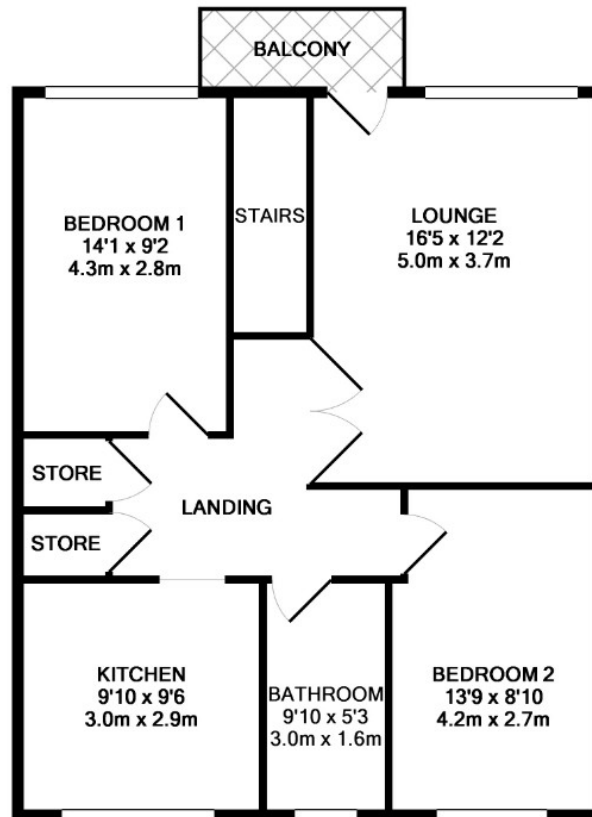 BALCONY
BEDROOM 1
14'1 x 9'2
4.3m x 2.8m
STAIRS
LOUNGE
16'5 x 12'2
5.0m x 3.7m
STORE
LANDING
STORE
KITCHEN
9'10 x 9'6
3.0m x 2.9m
BATHROOM
9'10 x 5'3
3.0m x 1.6m
BEDROOM 2
13'9 x 8'10
4.2m x 2.7m